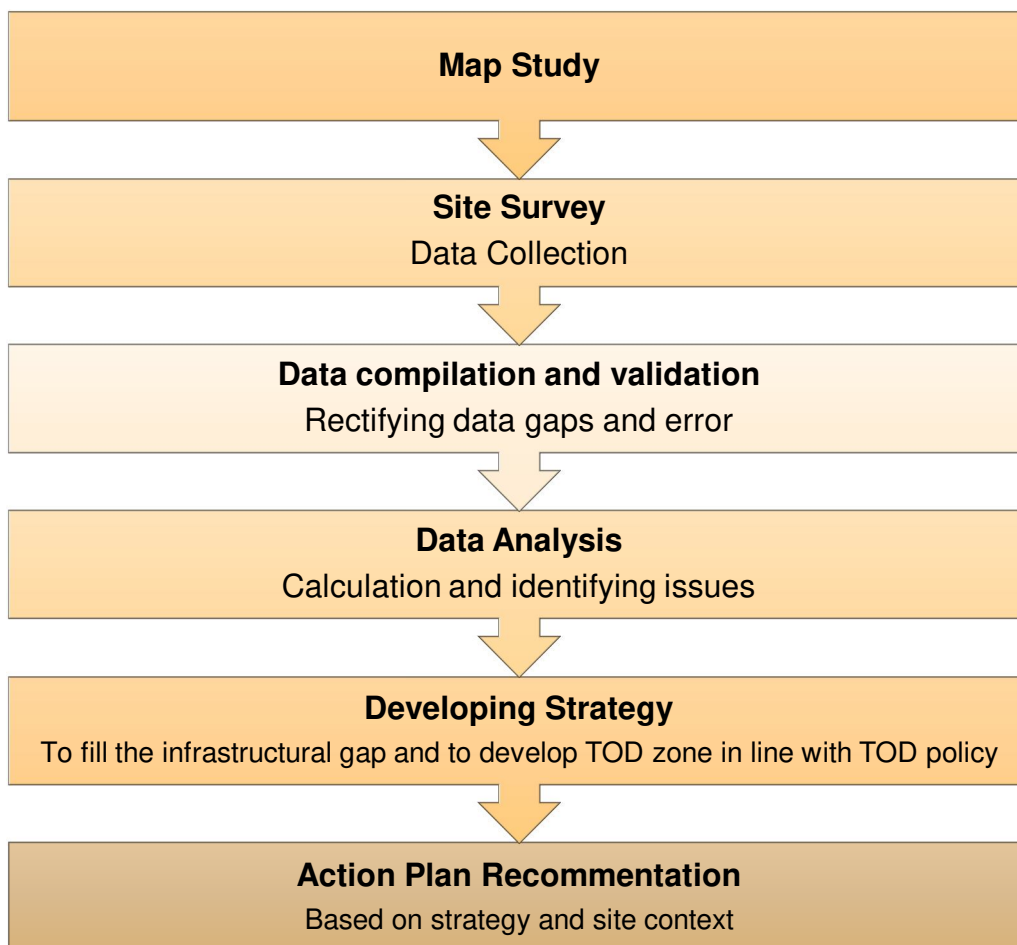 Map Study
Site Survey
Data Collection
Data compilation and validation
Rectifying data gaps and error
Data Analysis
Calculation and identifying issues
Developing Strategy
To fill the infrastructural gap and to develop TOD zone in line with TOD policy
Action Plan Recommentation
Based on strategy and site context